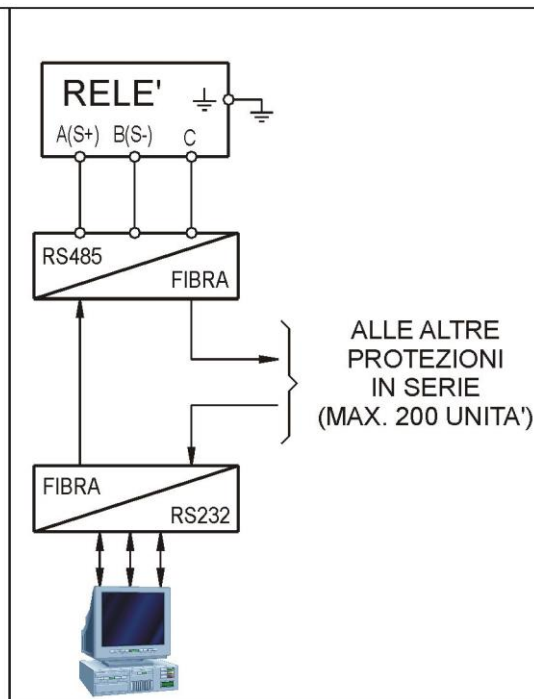 RELE'
A(S+) B(S-) C
RS485
FIBRA
ALLE ALTRE
PROTEZIONI
IN SERIE
(MAX. 200 UNITA')
FIBRA
RS232